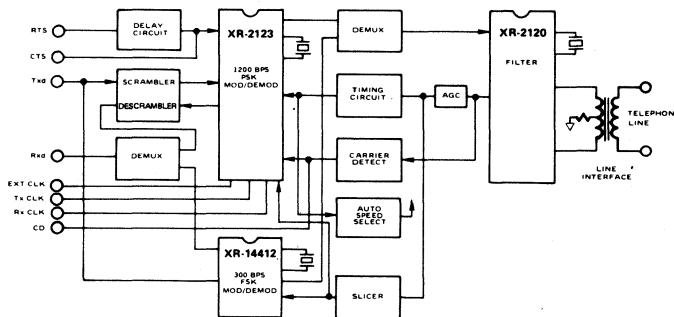 RTS
CTS
Txd
Rxd
EXT CLK
Tx CLK
Rx CLK
CD
DELAY
CIRCUIT
SCRAMBLER
DESCRAMBLER
DEMUX
XR-2123
1200 BPS
PSK
MOD/DEMOD
XR-14412
300 BPS
FSK
MOD/DEMOD
DEMUX
TIMING
CIRCUIT
AGC
CARRIER
DETECT
AUTO
SPEED
SELECT
SLICER
XR-2120
FILTER
TELEPHON
LINE
LINE
INTERFACE